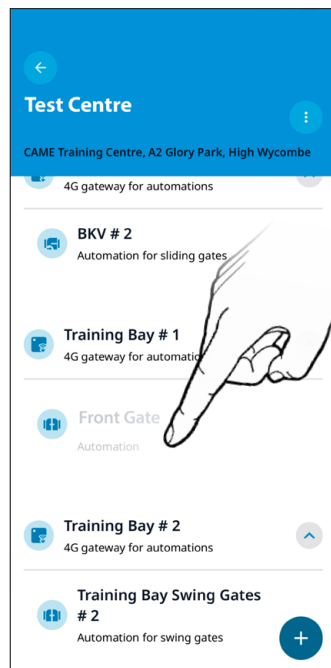 Test Centre
CAME Training Centre, A2 Glory Park, High Wycombe
4G gateway for automations
BKV # 2
Automation for sliding gates
Training Bay # 1
4G gateway for automatio
Front Gate
Automation
Training Bay # 2
4G gateway for automations
Training Bay Swing Gates
# 2
Automation for swing gates